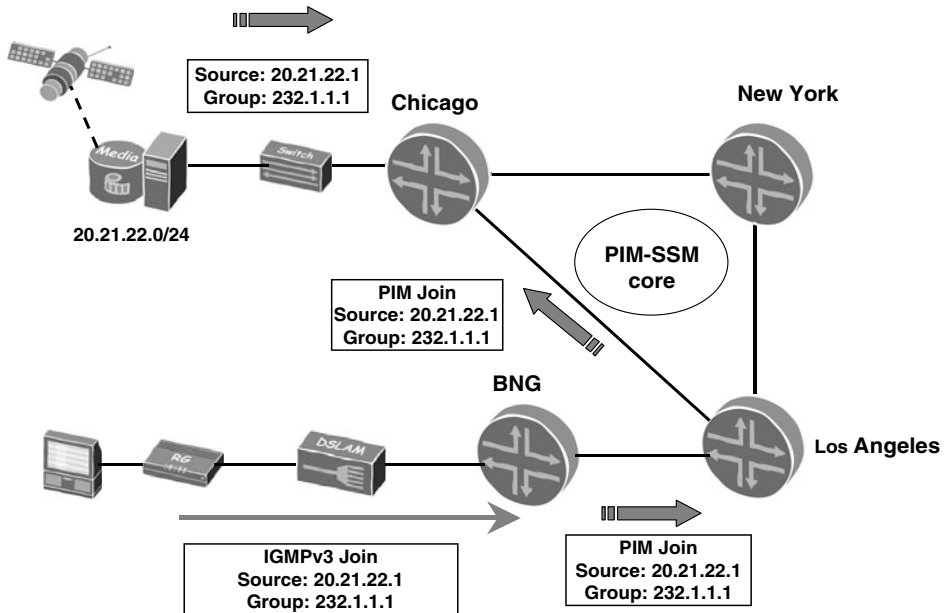 Source: 20.21.22.1
Group: 232.1.1.1
Chicago
New York
Media
Switch
20.21.22.0/24
PIM-SSM
core
PIM Join
Source: 20.21.22.1
Group: 232.1.1.1
BNG
RG
DSLAM
Los Angeles
IGMPv3 Join
Source: 20.21.22.1
Group: 232.1.1.1
PIM Join
Source: 20.21.22.1
Group: 232.1.1.1